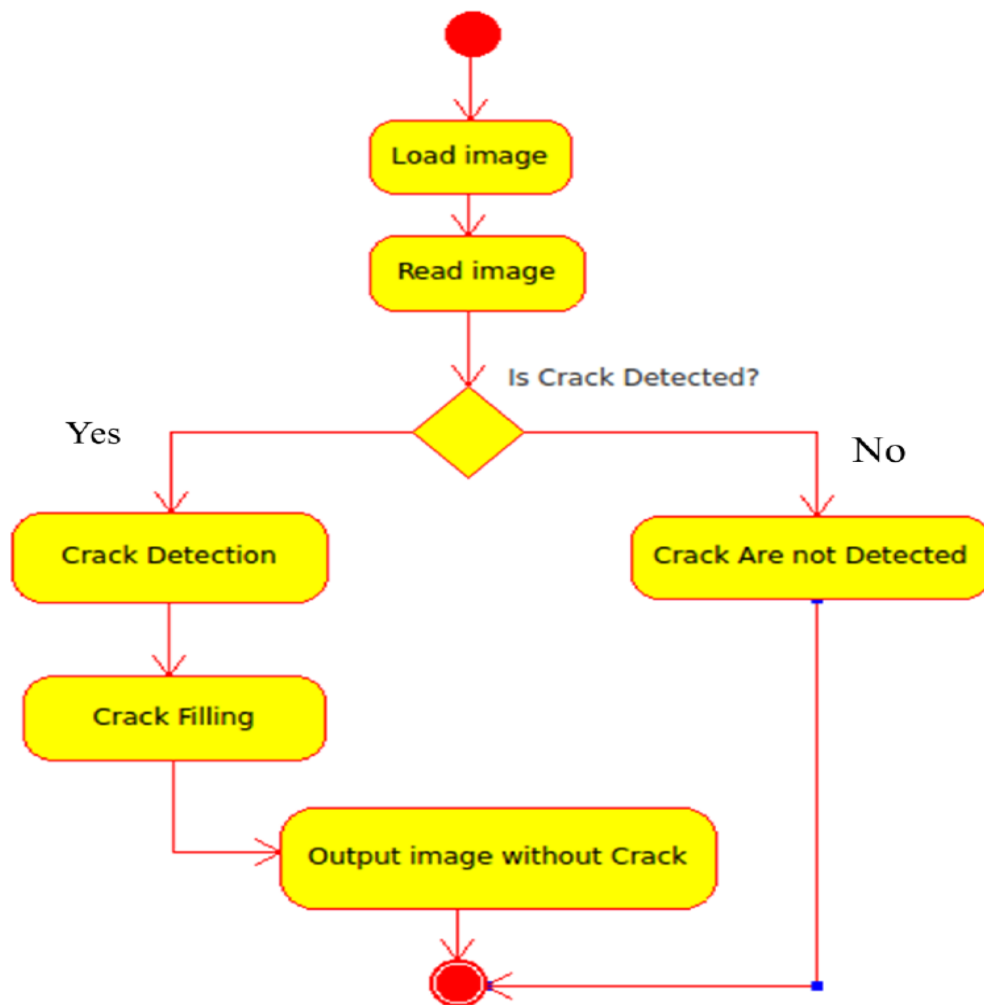 Load image
Read image
Is Crack Detected?
Yes
No
Crack Detection
Crack Are not Detected
Crack Filling
Output image without Crack